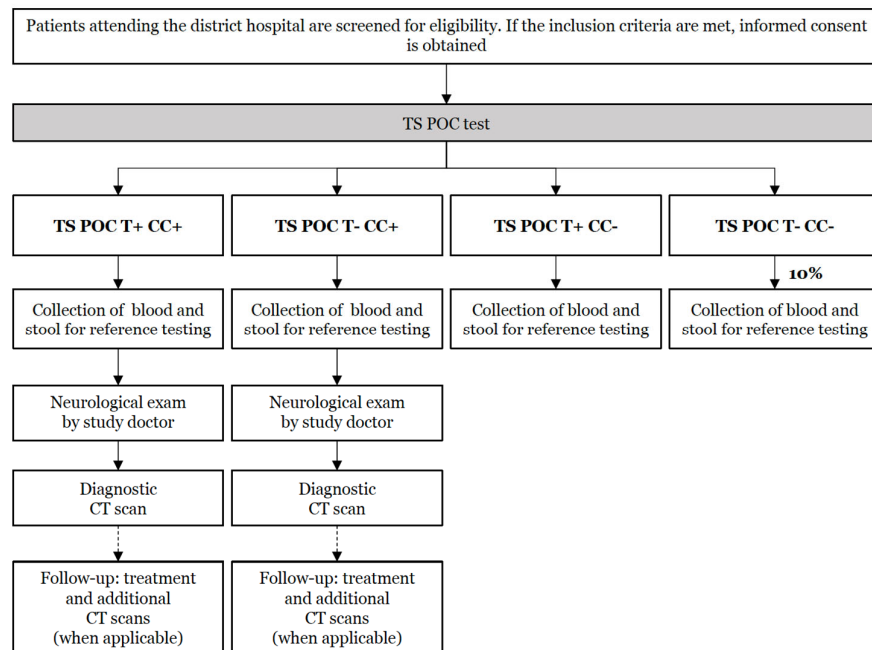 Patients attending the district hospital are screened for eligibility. If the inclusion criteria are met, informed consent
is obtained
TS POC test
TS POC T+ CC+
TS POC T- CC+
TS POC T+ CC-
TS POC T- CC-
10%
Collection of blood and
stool for reference testing
Collection of blood and
stool for reference testing
Collection of blood and
stool for reference testing
Collection of blood and
stool for reference testing
Neurological exam
by study doctor
Neurological exam
by study doctor
Diagnostic
CT scan
Diagnostic
CT scan
Follow-up: treatment
and additional
CT scans
(when applicable)
Follow-up: treatment
and additional
CT scans
(when applicable)